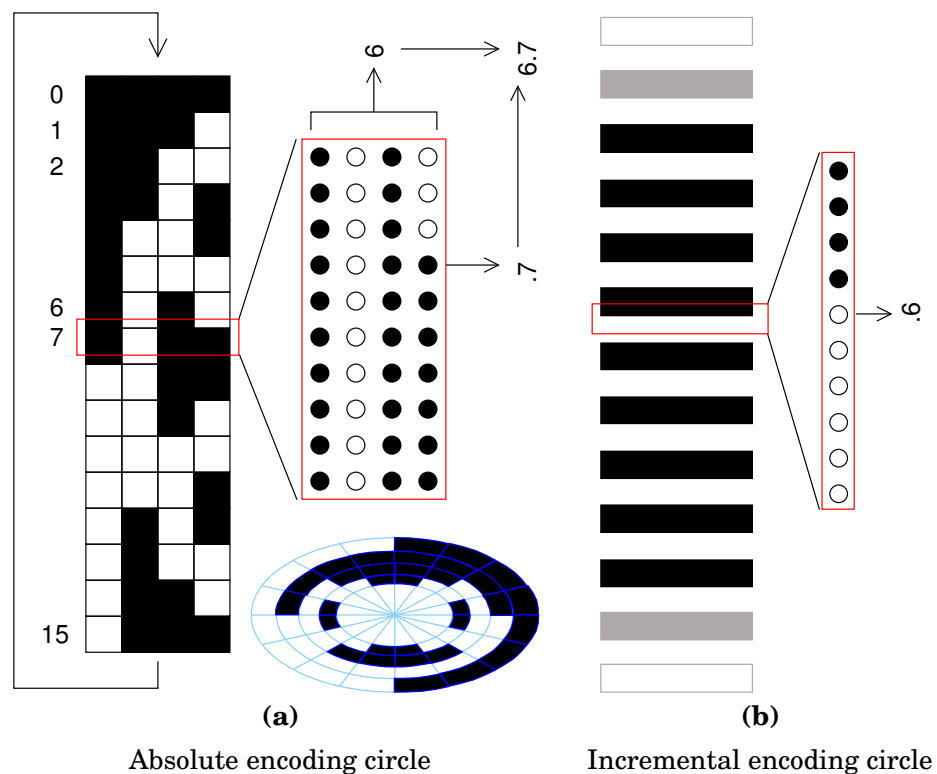 0
1
2
6
7
15
6
6.7
.7
.6
(a)
(b)
Absolute encoding circle
Incremental encoding circle